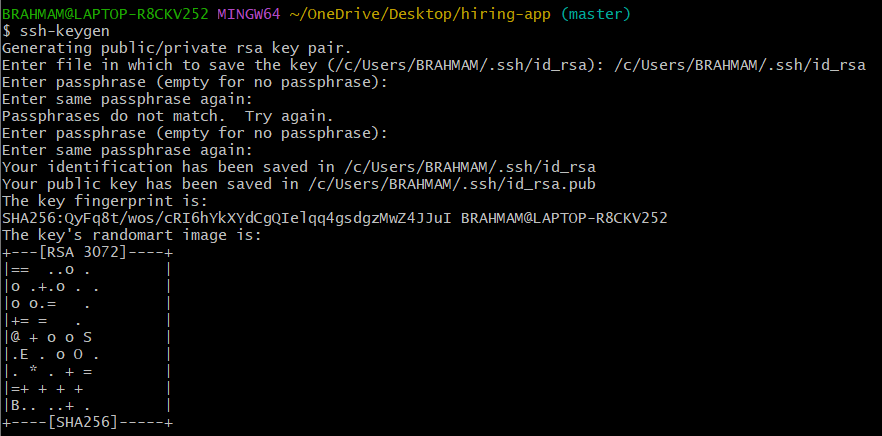 BRAHMAM@LAPTOP-R8CKV252 MINGW64 ~/OneDrive/Desktop/hiring-app (master)
$ ssh-keygen
Generating public/private rsa key pair.
Enter file in which to save the key (/c/Users/BRAHMAM/.ssh/id_rsa): /c/Users/BRAHMAM/.ssh/id_rsa
Enter passphrase (empty for no passphrase):
Enter same passphrase again:
Passphrases do not match.  Try again.
Enter passphrase (empty for no passphrase):
Enter same passphrase again:
Your identification has been saved in /c/Users/BRAHMAM/.ssh/id_rsa
Your public key has been saved in /c/Users/BRAHMAM/.ssh/id_rsa.pub
The key fingerprint is:
SHA256:QyFq8t/wos/cRI6hYkXYdCgQIelqq4gsdgzMwZ4JJuI BRAHMAM@LAPTOP-R8CKV252
The key's randomart image is:
+---[RSA 3072]----+
|==  ..o .        |
|o .+.o . .       |
|o o.=   .        |
|+= =   .         |
|@ + o o S        |
|.E . o O .       |
|. * . + =        |
|=+ + + +         |
|B.. ..+ .        |
+----[SHA256]-----+